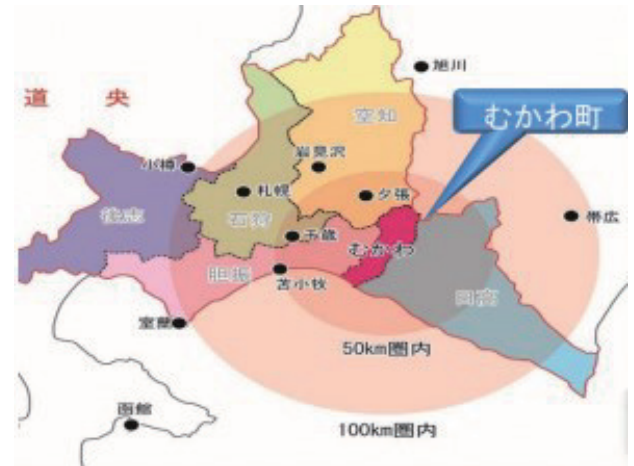 旭川
道央
空知
むかわ町
岩見沢
小樽
札幌
夕張
後志
石狩
帯広
千歳
むかわ
胆振
苫小牧
日高
室蘭
50km圏内
函館
100km圏内